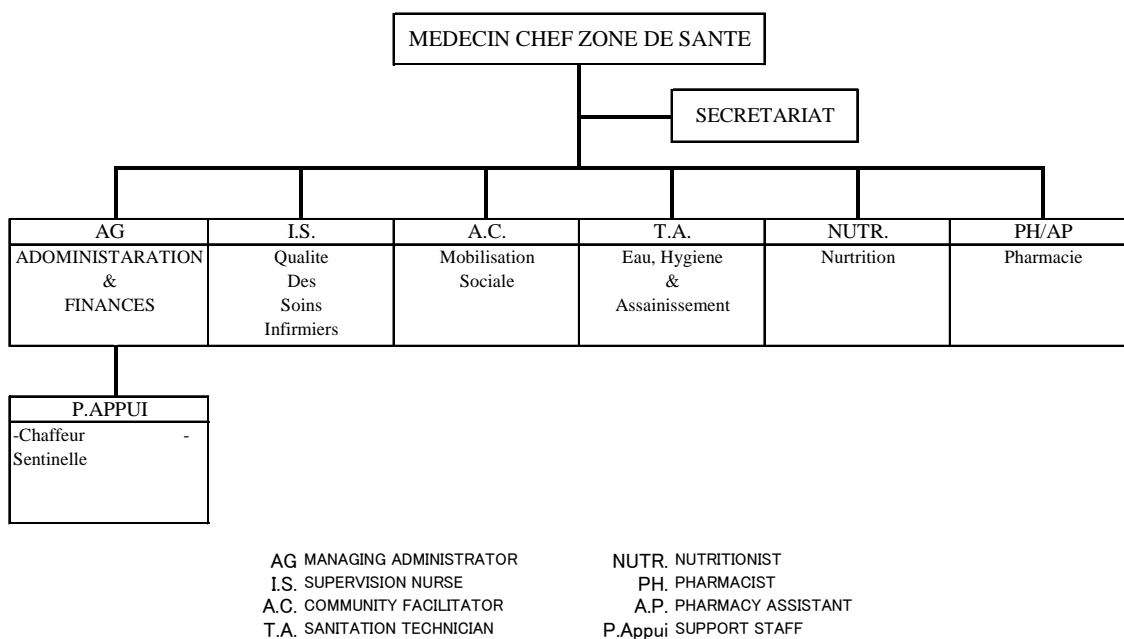 MEDECIN CHEF ZONE DE SANTE
SECRETARIAT
AG
ADOMINISTARATION
&
FINANCES
I.S.
Qualite
Des
Soins
Infirmiers
A.C.
Mobilisation
Sociale
T.A.
Eau, Hygiene
&
Assainissement
NUTR.
Nurtrition
PH/AP
Pharmacie
P.APPUI
-Chaffeur -
Sentinelle
AG MANAGING ADMINISTRATOR
I.S. SUPERVISION NURSE
A.C. COMMUNITY FACILITATOR
T.A. SANITATION TECHNICIAN
NUTR. NUTRITIONIST
PH. PHARMACIST
A.P. PHARMACY ASSISTANT
P.Appui SUPPORT STAFF